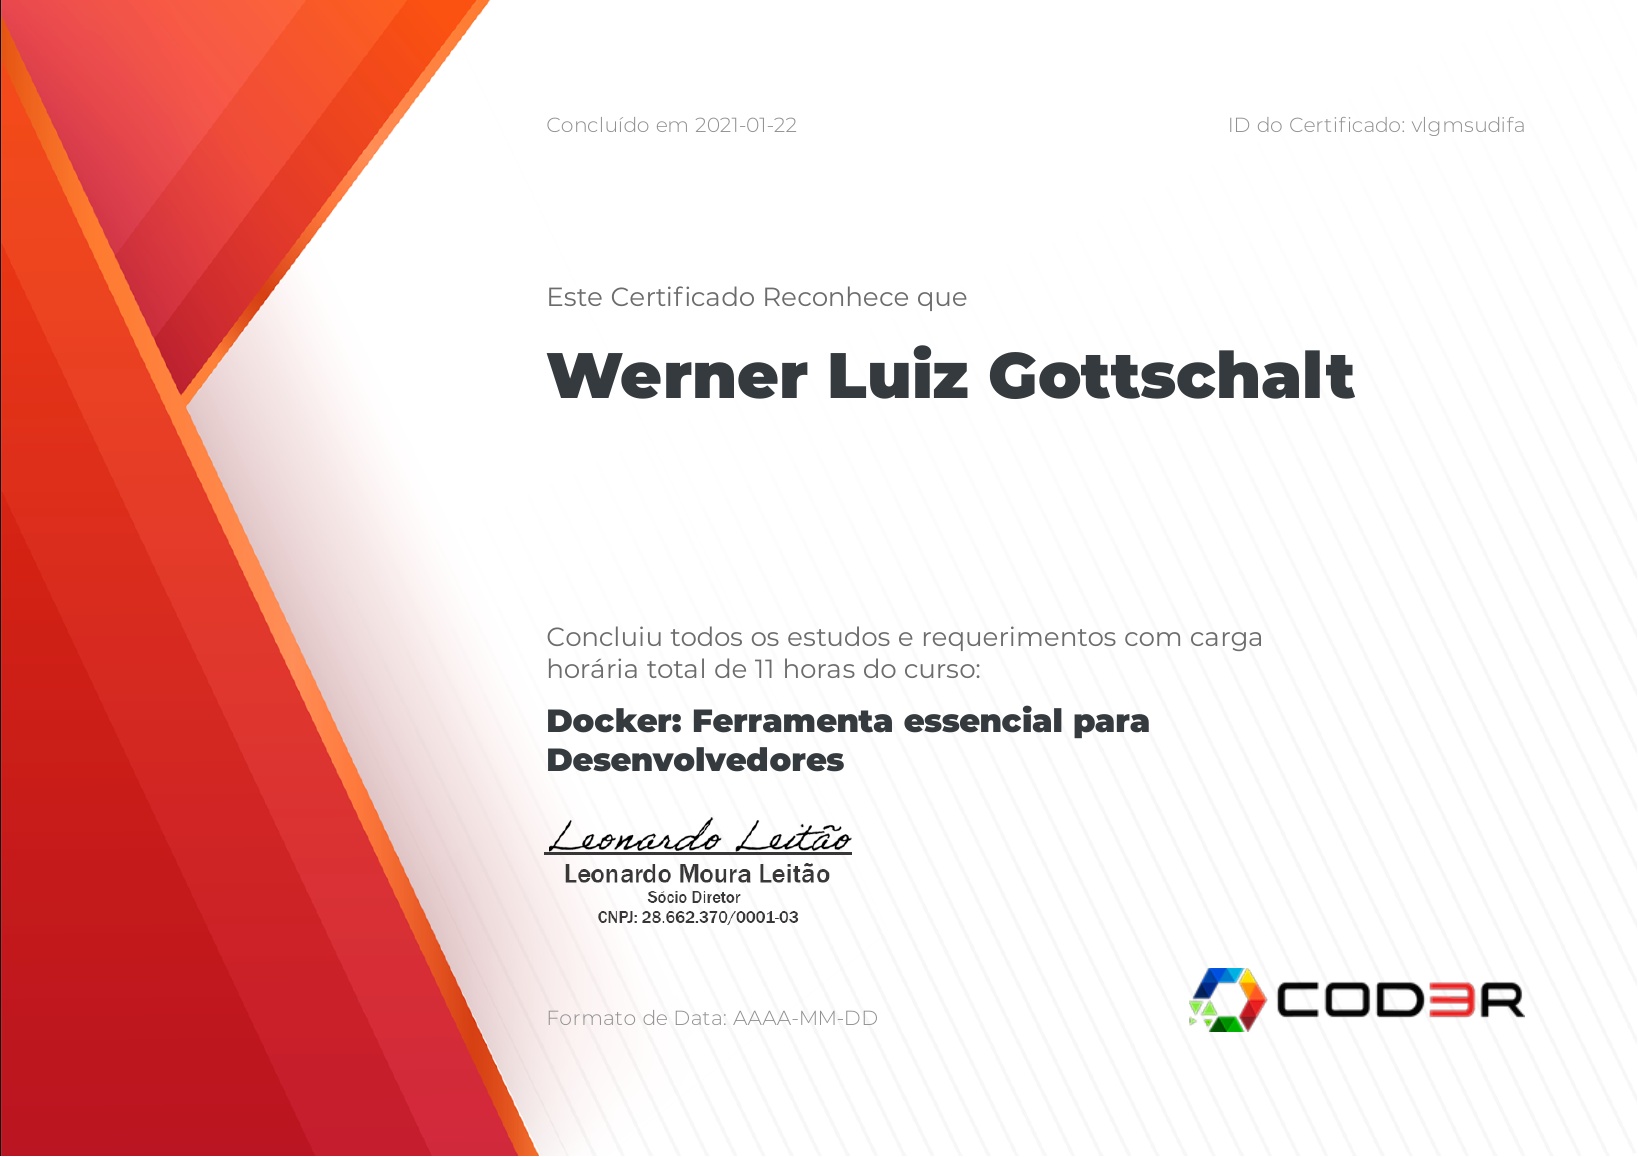 Concluído em 2021-01-22
ID do Certificado: vlgmsudifa
Este Certificado Reconhece que
Werner Luiz Gottschalt
Concluiu todos os estudos e requerimentos com carga
horária total de 11 horas do curso:
Docker: Ferramenta essencial para
Desenvolvedores
Leonardo Leitão
Leonardo Moura Leitão
Sócio Diretor
CNPJ: 28.662.370/0001-03
Formato de Data: AAAA-MM-DD
COD3R